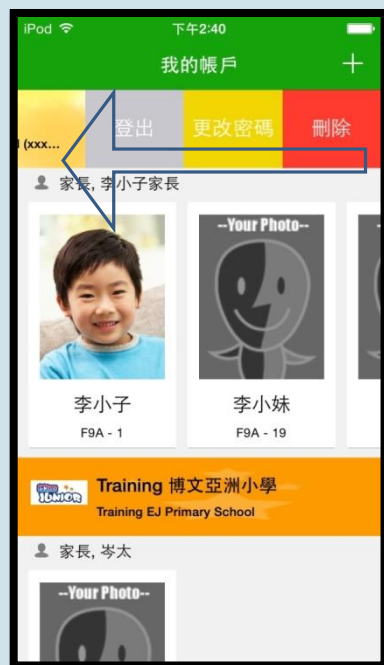 iPod 下午2:40
我的帳戶 +
登出 更改密碼 刪除
(xxx...
家長, 李小子家長
--Your Photo-- 
李小子 李小妹
F9A - 1 F9A - 19
JUNIOR Training 博文亞洲小學
Training EJ Primary School
家長, 岑太
--Your Photo--